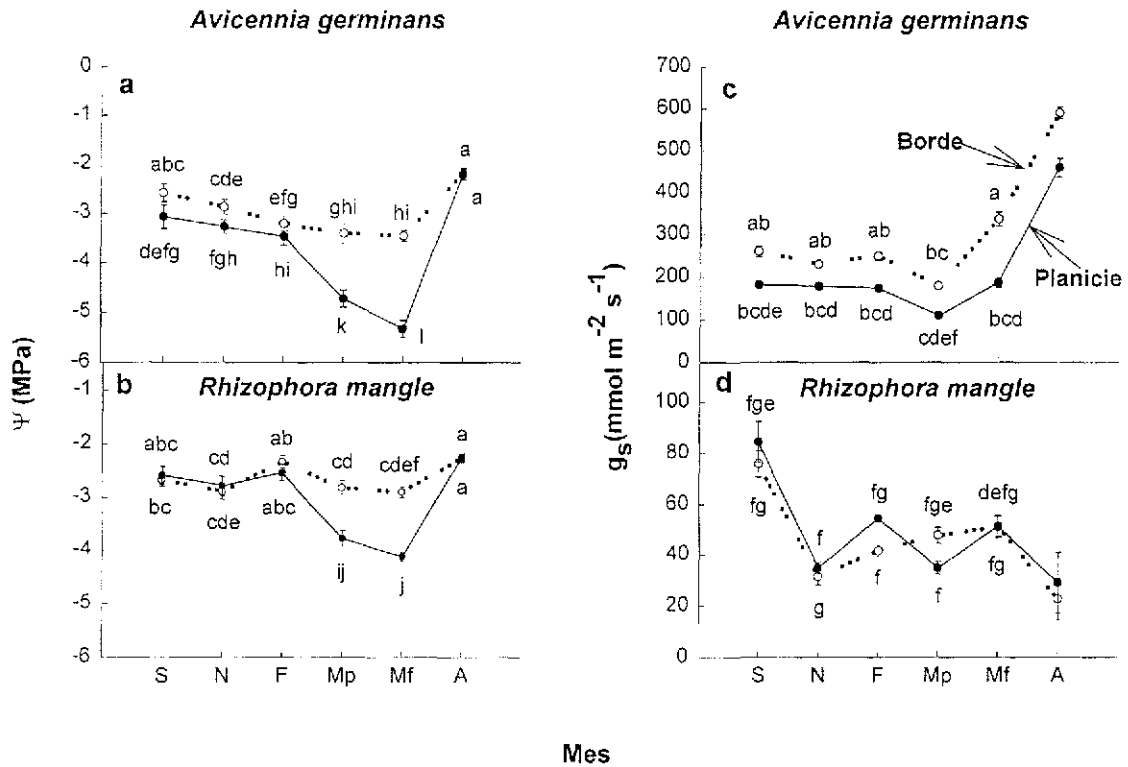 Avicennia germinans
Avicennia germinans
a
0
-1
-2
-3
-4
-5
-6
abc
cde
efg
ghi
hi
a
defg
fgh
hi
k
l
a
b
Rhizophora mangle
-1
-2
-3
-4
-5
-6
abc
cd
ab
cd
cdef
a
bc
cde
abc
ij
j
a
Ψ (MPa)
S
N
F
Mp
Mf
A
c
700
600
500
400
300
200
100
0
Borde
Planicie
ab
ab
ab
bc
a
bcde
bcd
bcd
cdef
bcd
d
Rhizophora mangle
100
80
60
40
20
0
fge
f
fg
fge
defg
fg
g
f
f
fg
gs(mmol m-2 s-1)
S
N
F
Mp
Mf
A
Mes